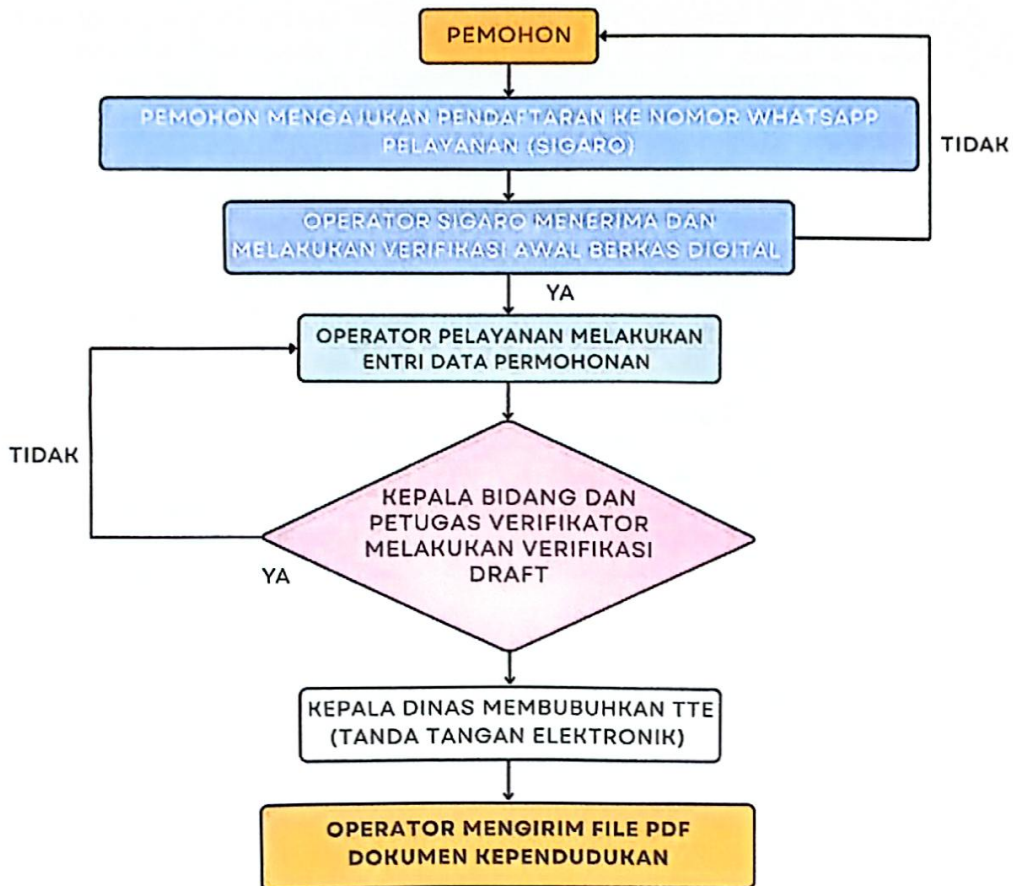 PEMOHON
PEMOHON MENGAJUKAN PENDAFTARAN KE NOMOR WHATSAPP
PELAYANAN (SIGARO)
TIDAK
OPERATOR SIGARO MENERIMA DAN
MELAKUKAN VERIFIKASI AWAL BERKAS DIGITAL
YA
OPERATOR PELAYANAN MELAKUKAN
ENTRI DATA PERMOHONAN
TIDAK
KEPALA BIDANG DAN
PETUGAS VERIFIKATOR
MELAKUKAN VERIFIKASI
DRAFT
YA
KEPALA DINAS MEMBUBUHKAN TTE
(TANDA TANGAN ELEKTRONIK)
OPERATOR MENGIRIM FILE PDF
DOKUMEN KEPENDUDUKAN